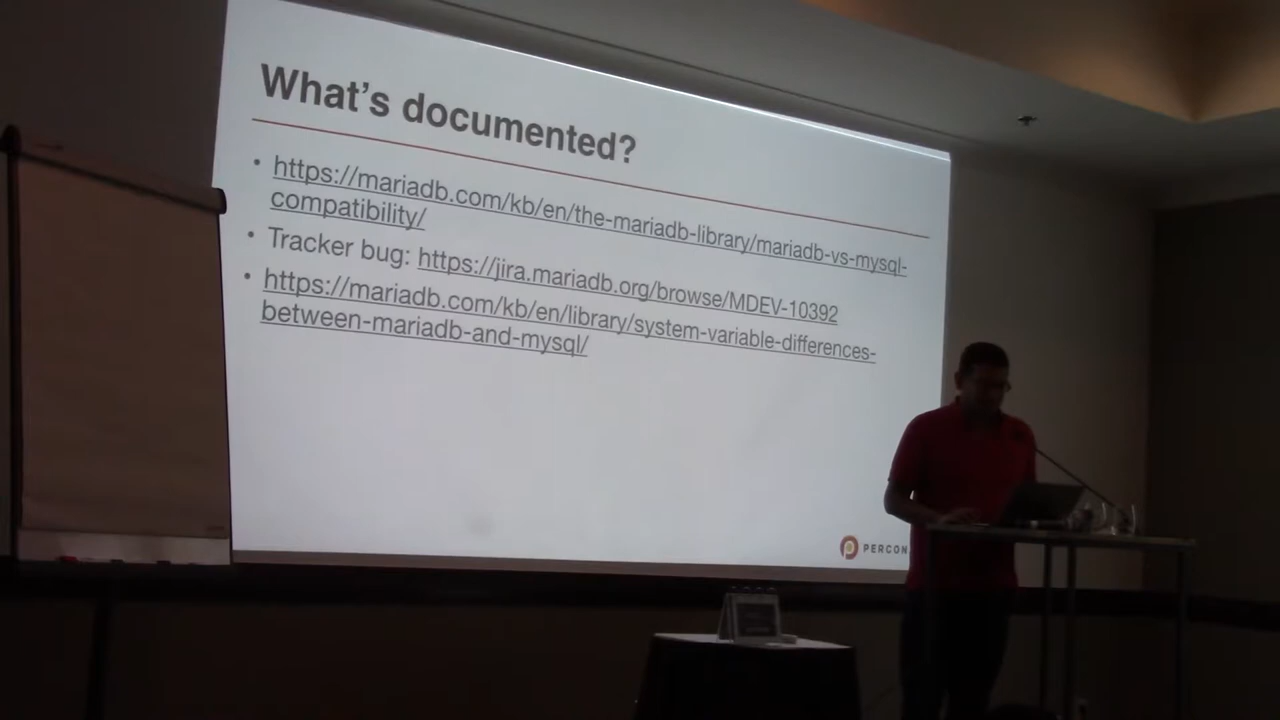 What's documented?
• https://mariadb.com/kb/en/the-mariadb-library/mariadb-vs-mysql-
compatibility/
• Tracker bug: https://jira.mariadb.org/browse/MDEV-10392
• https://mariadb.com/kb/en/library/system-variable-differences-
between-mariadb-and-mysql/
PERCON